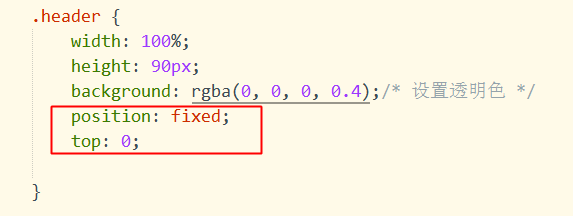 .header {
width: 100%;
height: 90px;
background: rgba(0, 0, 0, 0.4);/* 设置透明色 */
position: fixed;
top: 0;
}